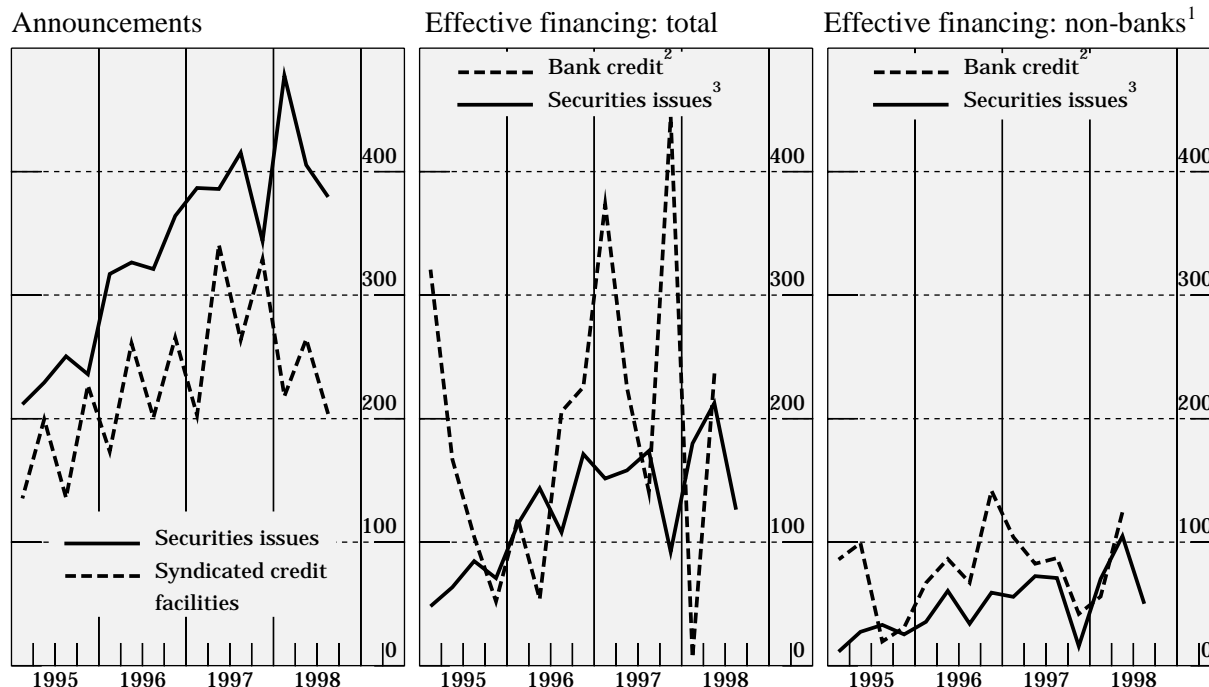 Announcements
Securities issues
Syndicated credit
facilities
1995 1996 1997 1998
400
300
200
100
0
Effective financing: total
Bank credit²
Securities issues³
400
300
200
100
0
1995 1996 1997 1998
Effective financing: non-banks¹
Bank credit²
Securities issues³
400
300
200
100
0
1995 1996 1997 1998